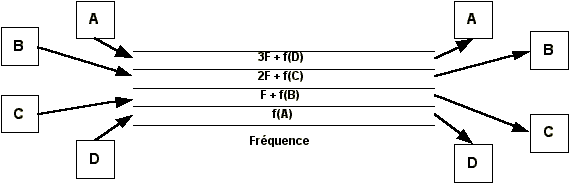 A A
B B
3F + f(D)
2F + f(C)
F + f(B)
C C
f(A)
Fréquence
D D